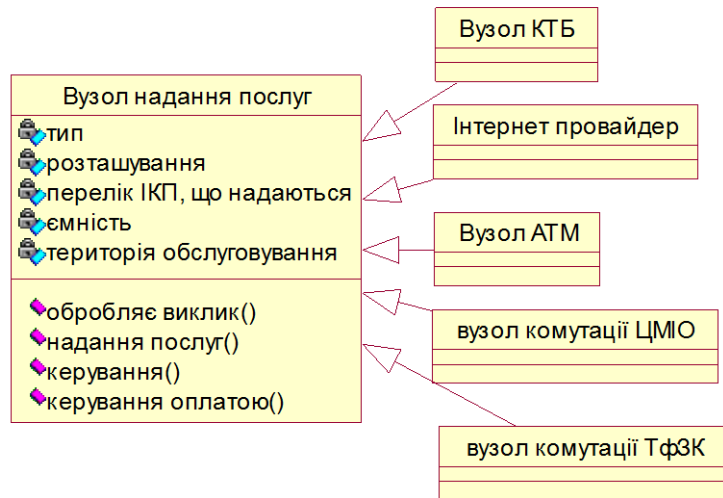 Вузол КТБ
Вузол надання послуг
тип
розташування
перелік ІКП, що надаються
ємність
територія обслуговування
обробляє виклик()
надання послуг()
керування()
керування оплатою()
Інтернет провайдер
Вузол АТМ
вузол комутації ЦМІО
вузол комутації ТфЗК